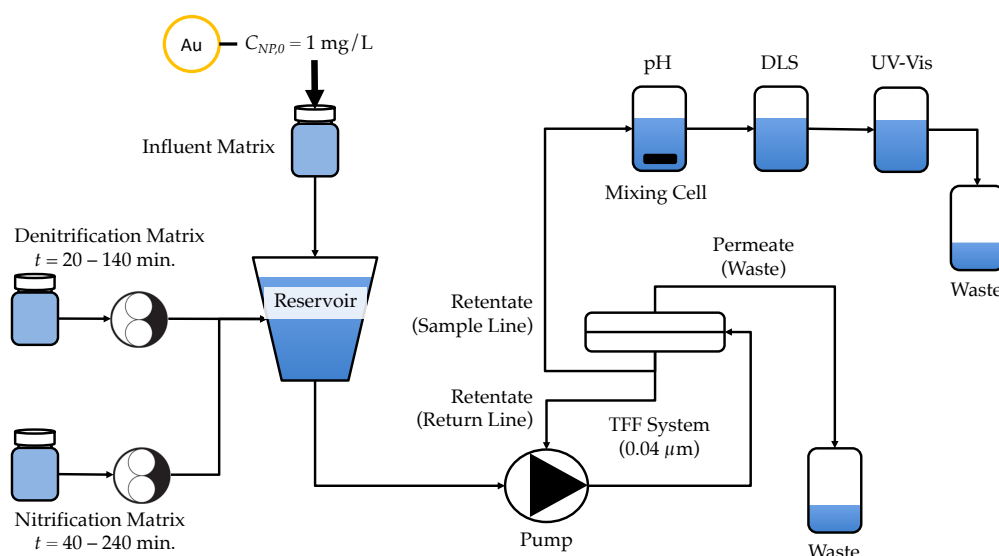 Au
C_NP,0 = 1 mg/L
Influent Matrix
Denitrification Matrix
t = 20 – 140 min.
Reservoir
Nitrification Matrix
t = 40 – 240 min.
pH
DLS
UV-Vis
Mixing Cell
Waste
Permeate
(Waste)
Retentate
(Sample Line)
Retentate
(Return Line)
TFF System
(0.04 µm)
Pump
Waste